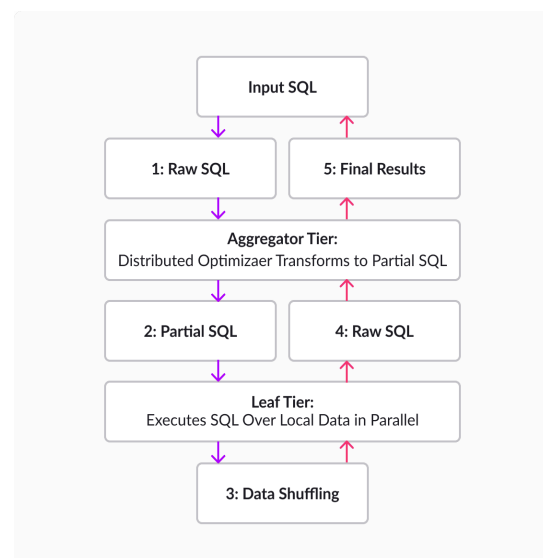 Input SQL
1: Raw SQL
5: Final Results
Aggregator Tier:
Distributed Optimizaer Transforms to Partial SQL
2: Partial SQL
4: Raw SQL
Leaf Tier:
Executes SQL Over Local Data in Parallel
3: Data Shuffling